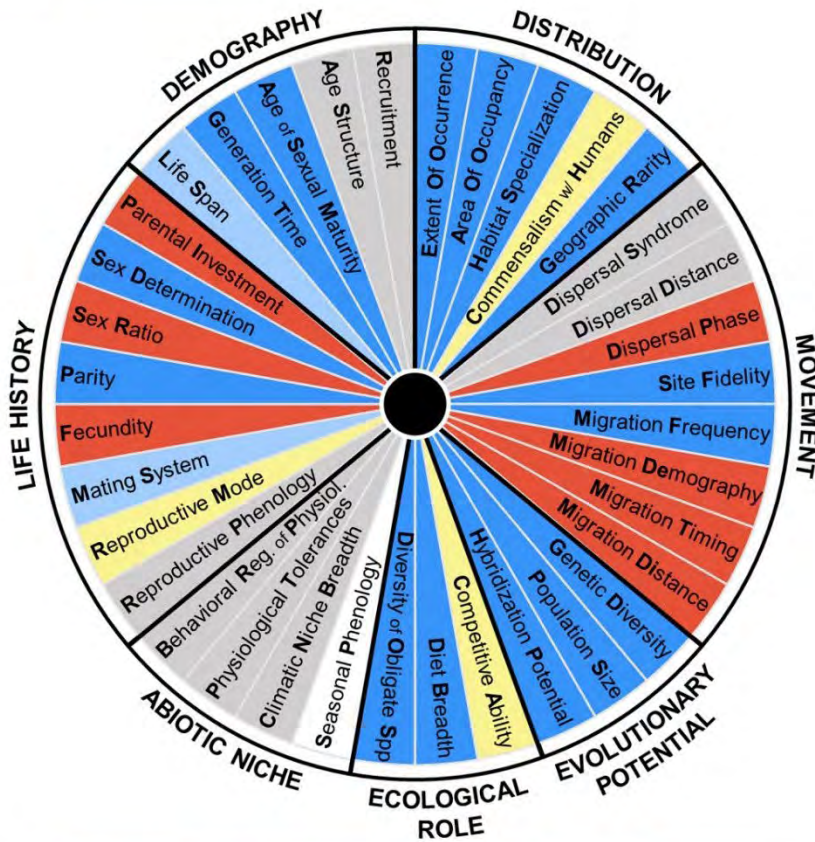 DEMOGRAPHY
Life Span
Generation Time
Age of Sexual Maturity
Age Structure
Recruitment
DISTRIBUTION
Extent Of Occurrence
Area Of Occupancy
Habitat Specialization
Commensalism w/ Humans
Geographic Rarity
MOVEMENT
Dispersal Syndrome
Dispersal Distance
Dispersal Phase
Site Fidelity
Migration Frequency
Migration Demography
Migration Timing
Migration Distance
EVOLUTIONARY
POTENTIAL
Genetic Diversity
Population Size
Hybridization Potential
ECOLOGICAL
ROLE
Competitive Ability
Diet Breadth
Diversity of Obligate Spp
ABIOTIC NICHE
Seasonal Phenology
Climatic Niche Breadth
Physiological Tolerances
Behavioral Reg. of Physiol.
LIFE HISTORY
Reproductive Phenology
Reproductive Mode
Mating System
Fecundity
Parity
Sex Ratio
Sex Determination
Parental Investment